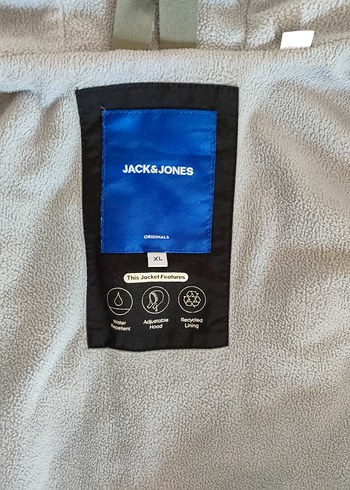 JACK&JONES
ORIGINALS
XL
This Jacket Features
Water Adjustable Recycled
Repellent Hood Lining